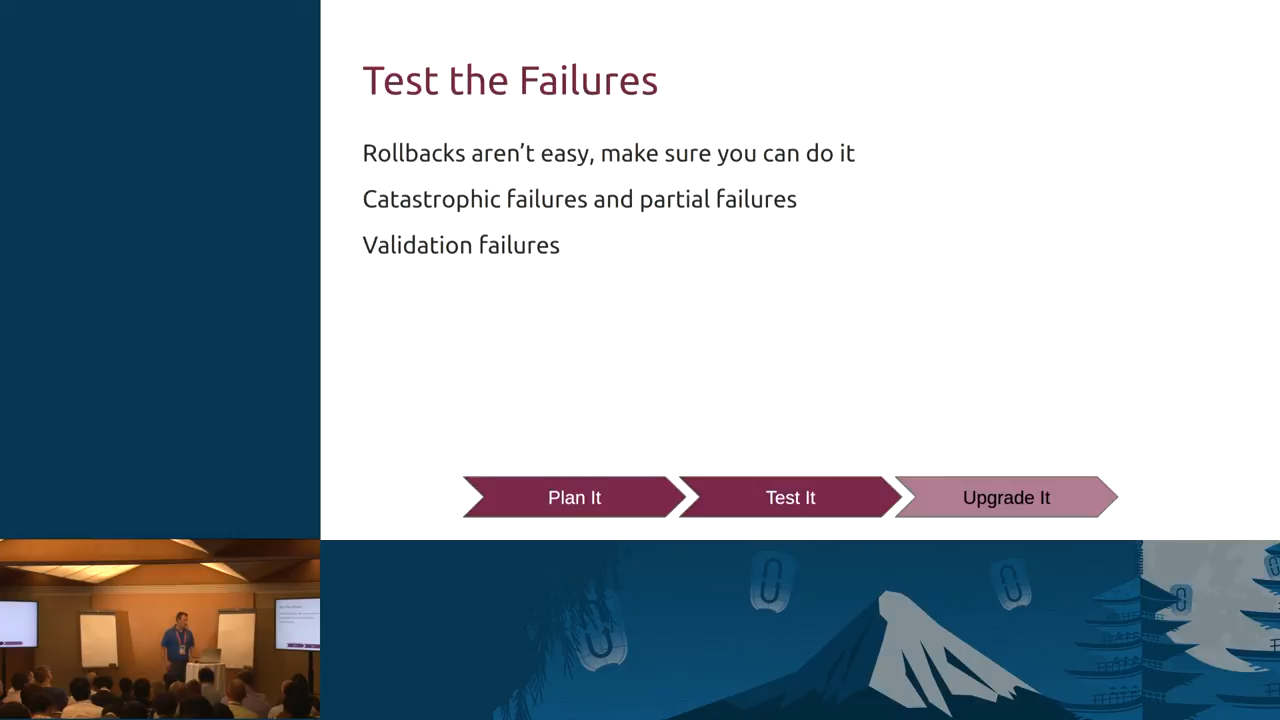 Test the Failures
Rollbacks aren’t easy, make sure you can do it
Catastrophic failures and partial failures
Validation failures
Plan It
Test It
Upgrade It